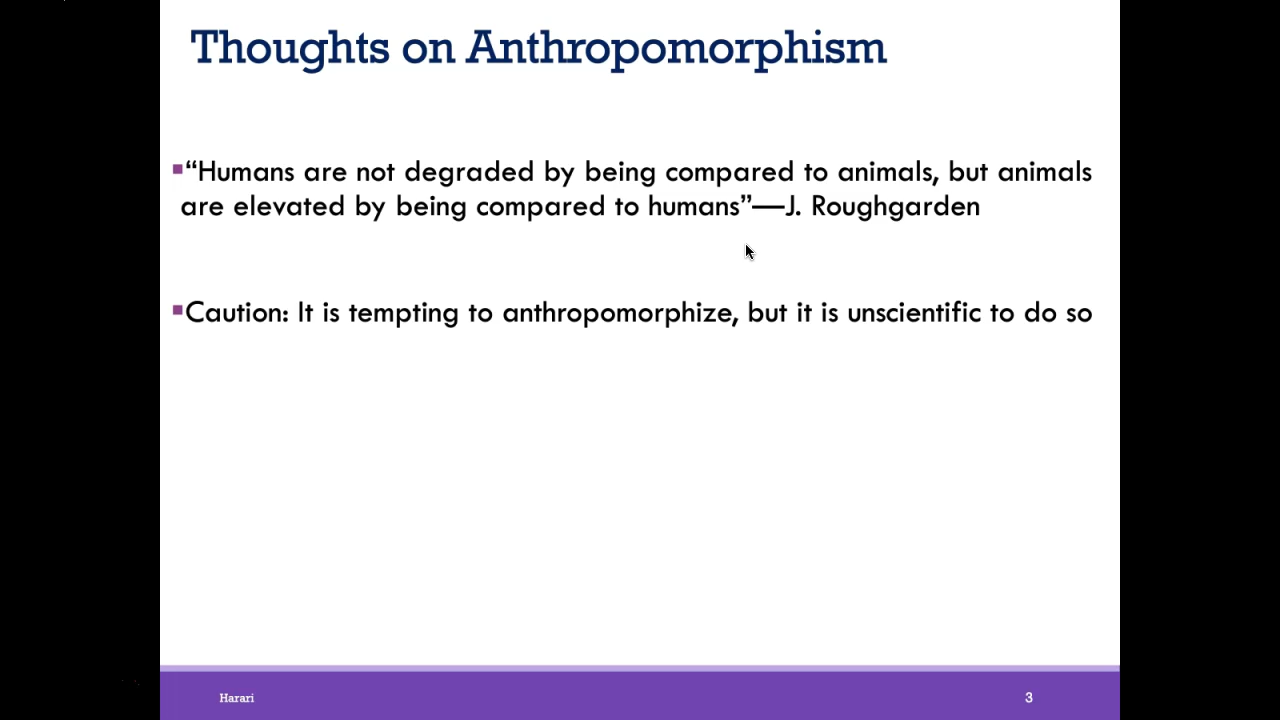 Thoughts on Anthropomorphism
▪“Humans are not degraded by being compared to animals, but animals
are elevated by being compared to humans”—J. Roughgarden
▪Caution: It is tempting to anthropomorphize, but it is unscientific to do so
Harari
3